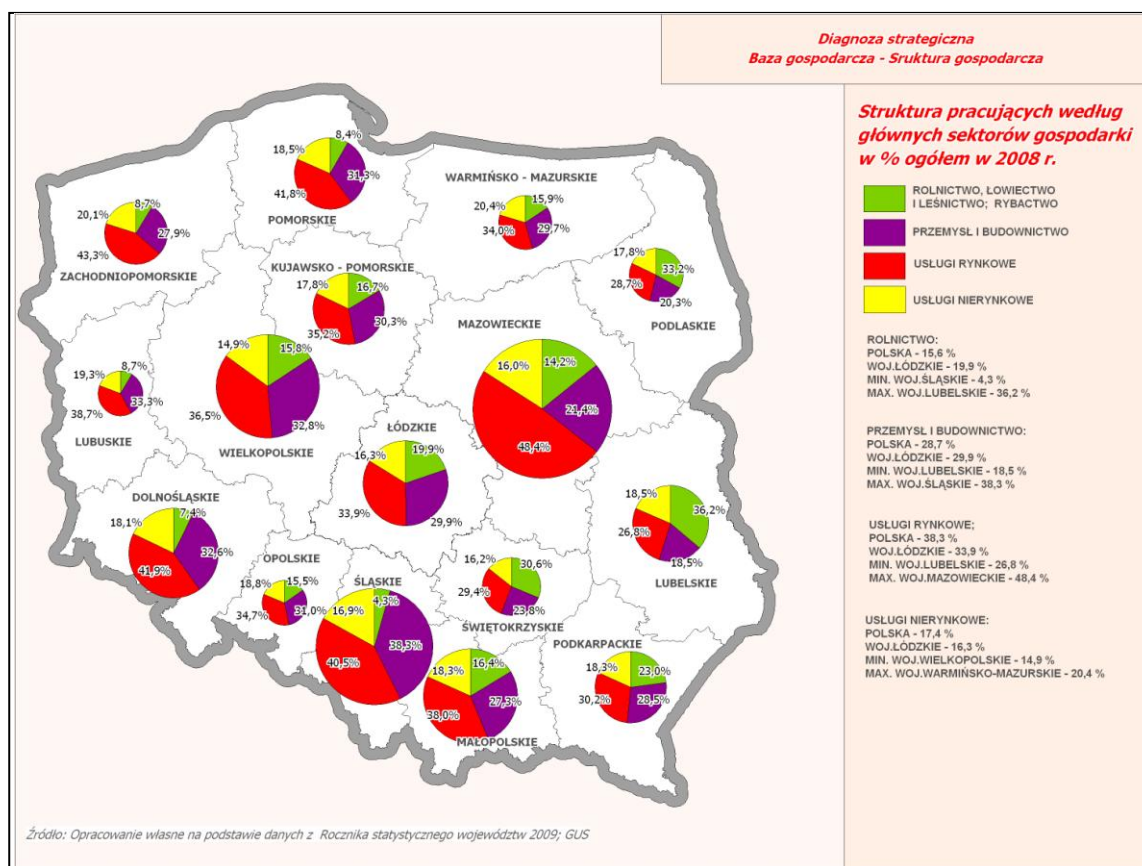 Diagnoza strategiczna
Baza gospodarcza - Sruktura gospodarcza
Struktura pracujących według
głównych sektorów gospodarki
w % ogółem w 2008 r.
ROLNICTWO, ŁOWIECTWO
I LEŚNICTWO; RYBACTWO
PRZEMYSŁ I BUDOWNICTWO
USŁUGI RYNKOWE
USŁUGI NIERYNKOWE
ROLNICTWO:
POLSKA - 15,6 %
WOJ.ŁÓDZKIE - 19,9 %
MIN. WOJ.ŚLĄSKIE - 4,3 %
MAX. WOJ.LUBELSKIE - 36,2 %
PRZEMYSŁ I BUDOWNICTWO:
POLSKA - 28,7 %
WOJ.ŁÓDZKIE - 29,9 %
MIN. WOJ.LUBELSKIE - 18,5 %
MAX. WOJ.ŚLĄSKIE - 38,3 %
USŁUGI RYNKOWE;
POLSKA - 38,3 %
WOJ.ŁÓDZKIE - 33,9 %
MIN. WOJ.LUBELSKIE - 26,8 %
MAX. WOJ.MAZOWIECKIE - 48,4 %
USŁUGI NIERYNKOWE:
POLSKA - 17,4 %
WOJ.ŁÓDZKIE - 16,3 %
MIN. WOJ.WIELKOPOLSKIE - 14,9 %
MAX. WOJ.WARMIŃSKO-MAZURSKIE - 20,4 %
8,4%
18,5%
31,3%
41,8%
POMORSKIE
WARMIŃSKO - MAZURSKIE
15,9%
20,4%
29,7%
34,0%
8,7%
20,1%
27,9%
43,3%
ZACHODNIOPOMORSKIE
KUJAWSKO - POMORSKIE
17,8%
16,7%
30,3%
35,2%
17,8%
33,2%
28,7%
20,3%
PODLASKIE
MAZOWIECKIE
16,0%
14,2%
21,4%
48,4%
14,9%
15,8%
36,5%
32,8%
WIELKOPOLSKIE
19,3%
8,7%
33,3%
38,7%
LUBUSKIE
ŁÓDZKIE
16,3%
19,9%
33,9%
29,9%
DOLNOŚLĄSKIE
18,1%
7,4%
32,6%
41,9%
18,5%
36,2%
26,8%
18,5%
LUBELSKIE
OPOLSKIE
18,8%
15,5%
34,7%
31,0%
ŚLĄSKIE
16,9%
4,3%
38,3%
40,5%
16,2%
30,6%
29,4%
23,8%
ŚWIĘTOKRZYSKIE
18,3%
16,4%
27,3%
38,0%
MAŁOPOLSKIE
PODKARPACKIE
18,3%
23,0%
30,2%
28,5%
Źródło: Opracowanie własne na podstawie danych z Rocznika statystycznego województw 2009; GUS